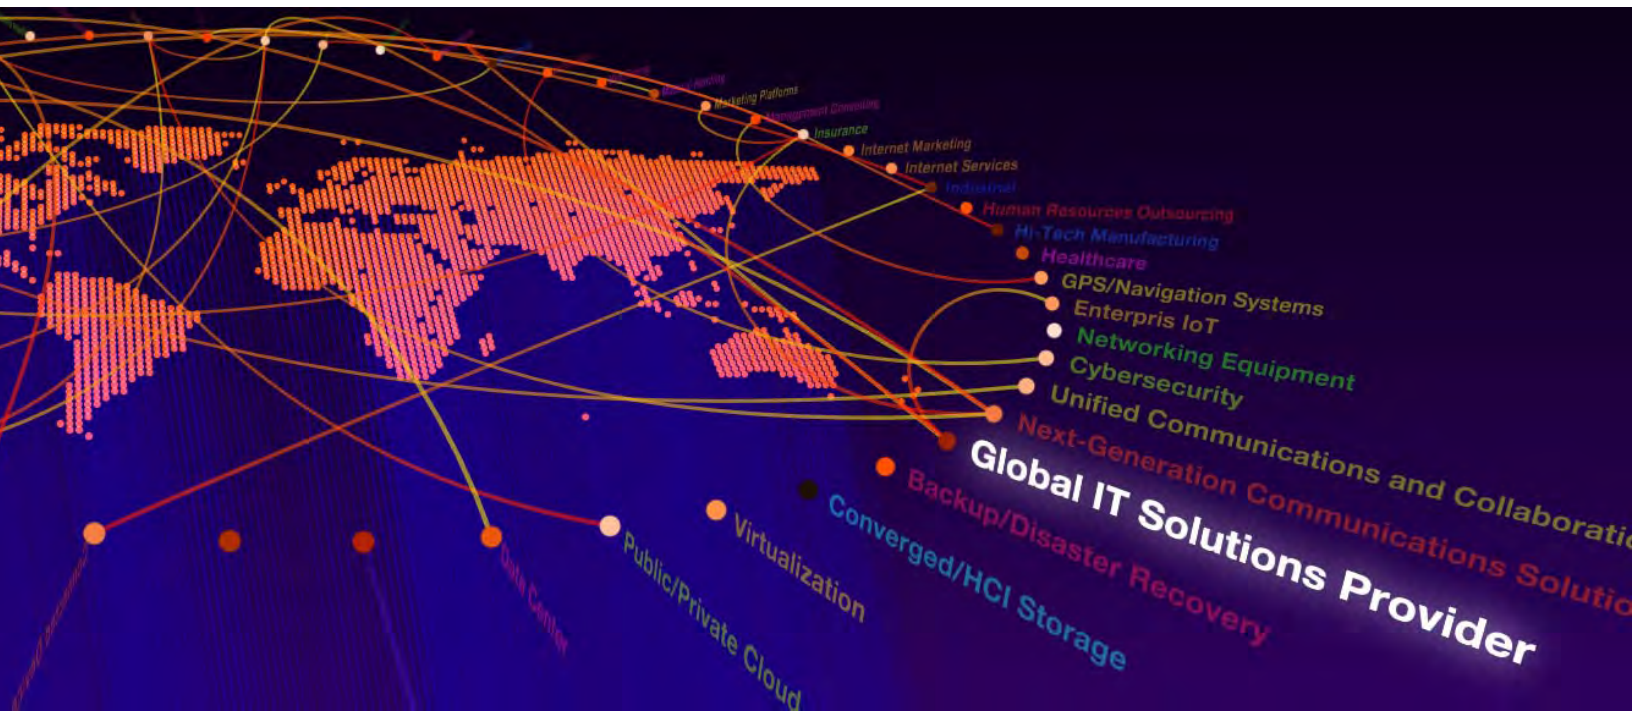 Marketing Platforms
Management Consulting
Insurance
Internet Marketing
Internet Services
Industrial
Human Resources Outsourcing
Hi-Tech Manufacturing
Healthcare
GPS/Navigation Systems
Enterpris IoT
Networking Equipment
Cybersecurity
Unified Communications and Collaboratio
Next-Generation Communications Solutio
Global IT Solutions Provider
Backup/Disaster Recovery
Converged/HCI Storage
Virtualization
Public/Private Cloud
Data Center